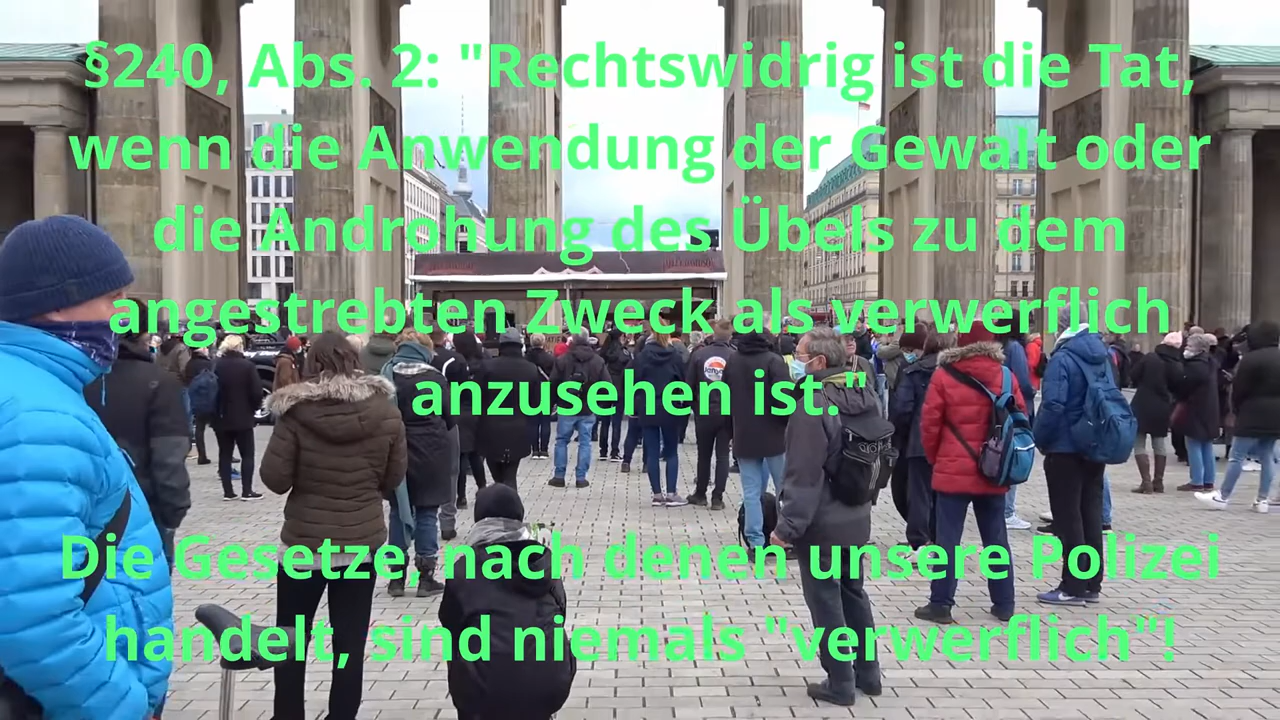 §240, Abs. 2: "Rechtswidrig ist die Tat,
wenn die Anwendung der Gewalt oder
die Androhung des Übels zu dem
angestrebten Zweck als verwerflich
anzusehen ist."
Die Gesetze, nach denen unsere Polizei
handelt, sind niemals "verwerflich"!